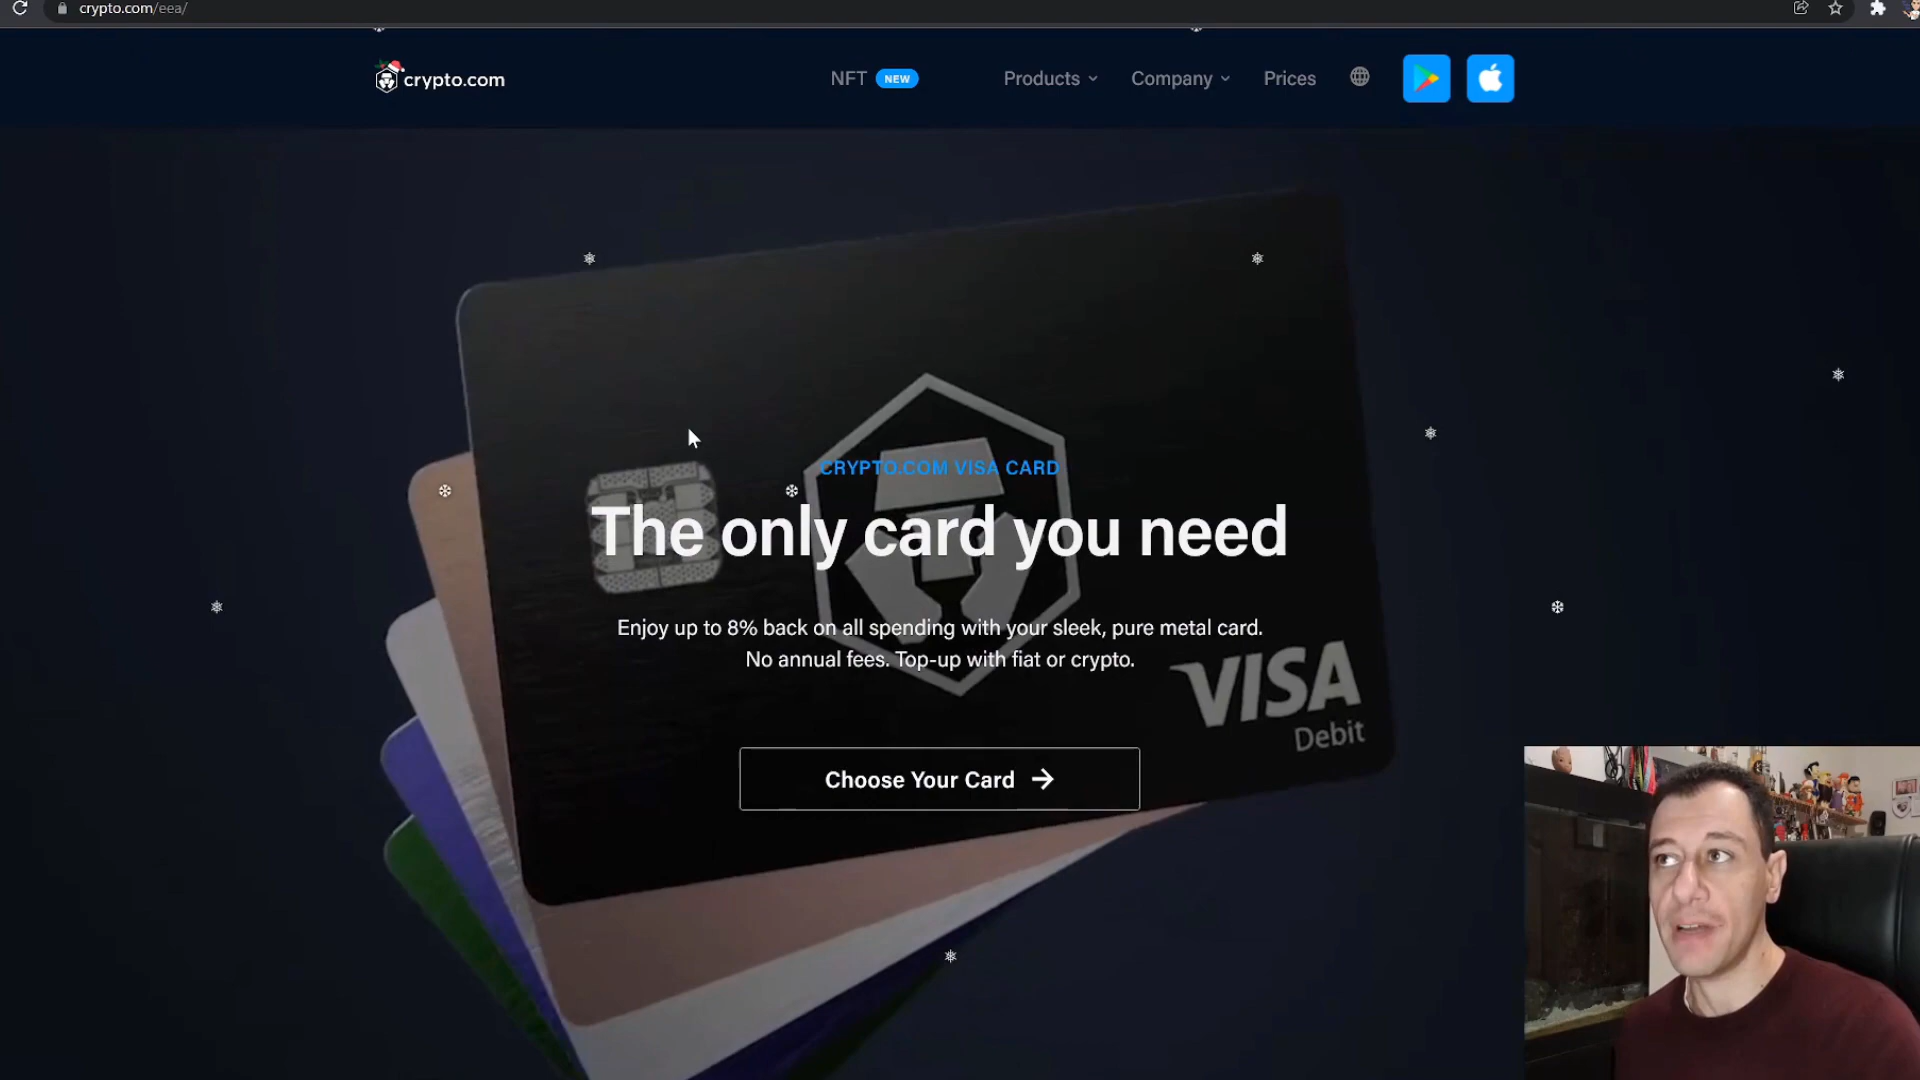 crypto.com/eea/
crypto.com
NFT NEW Products Company Prices
CRYPTO.COM VISA CARD
The only card you need
Enjoy up to 8% back on all spending with your sleek, pure metal card.
No annual fees. Top-up with fiat or crypto.
VISA
Debit
Choose Your Card